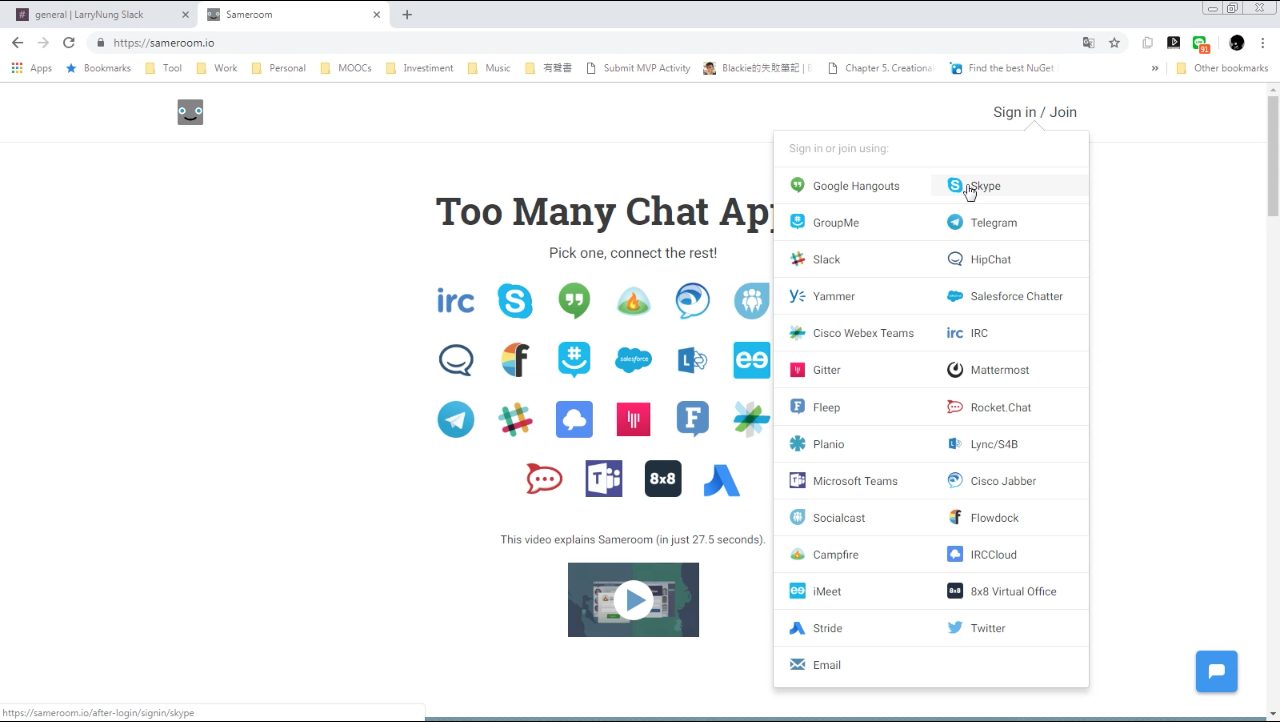 general | LarryNung Slack
Sameroom
https://sameroom.io
91
Apps
Bookmarks
Tool
Work
Personal
MOOCs
Investiment
Music
有聲書
Submit MVP Activity
Blackie的失敗筆記 |
Chapter 5. Creationa
Find the best NuGet
»
Other bookmarks
Sign in / Join
Sign in or join using:
Google Hangouts
Skype
GroupMe
Telegram
Slack
HipChat
Yammer
Salesforce Chatter
Cisco Webex Teams
IRC
Gitter
Mattermost
Fleep
Rocket.Chat
Planio
Lync/S4B
Microsoft Teams
Cisco Jabber
Socialcast
Flowdock
Campfire
IRCCloud
iMeet
8x8 Virtual Office
Stride
Twitter
Email
Too Many Chat Ap
Pick one, connect the rest!
irc
salesforce
8x8
This video explains Sameroom (in just 27.5 seconds).
https://sameroom.io/after-login/signin/skype